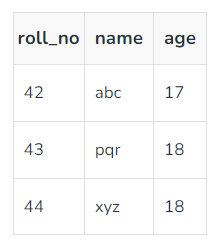 roll_no name age
42 abc 17
43 pqr 18
44 xyz 18